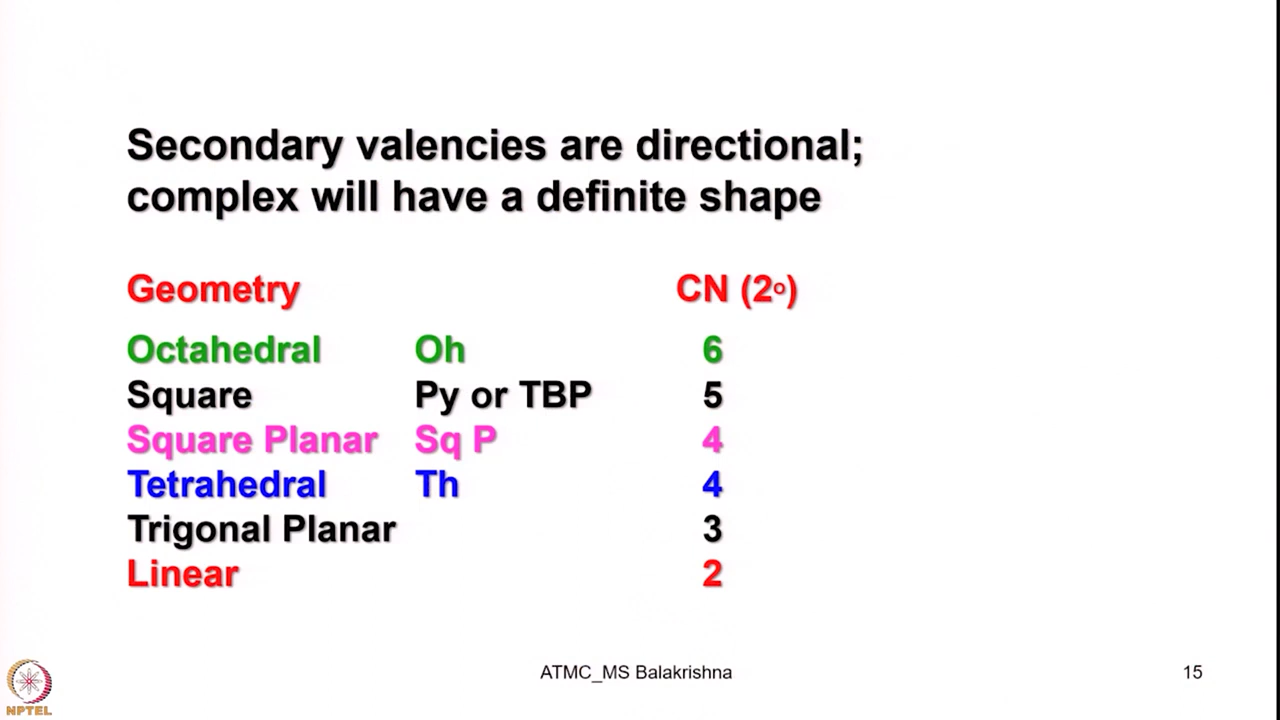 Secondary valencies are directional;
complex will have a definite shape
Geometry CN (2º)
Octahedral Oh 6
Square Py or TBP 5
Square Planar Sq P 4
Tetrahedral Th 4
Trigonal Planar 3
Linear 2
ATMC_MS Balakrishna 15
NPTEL